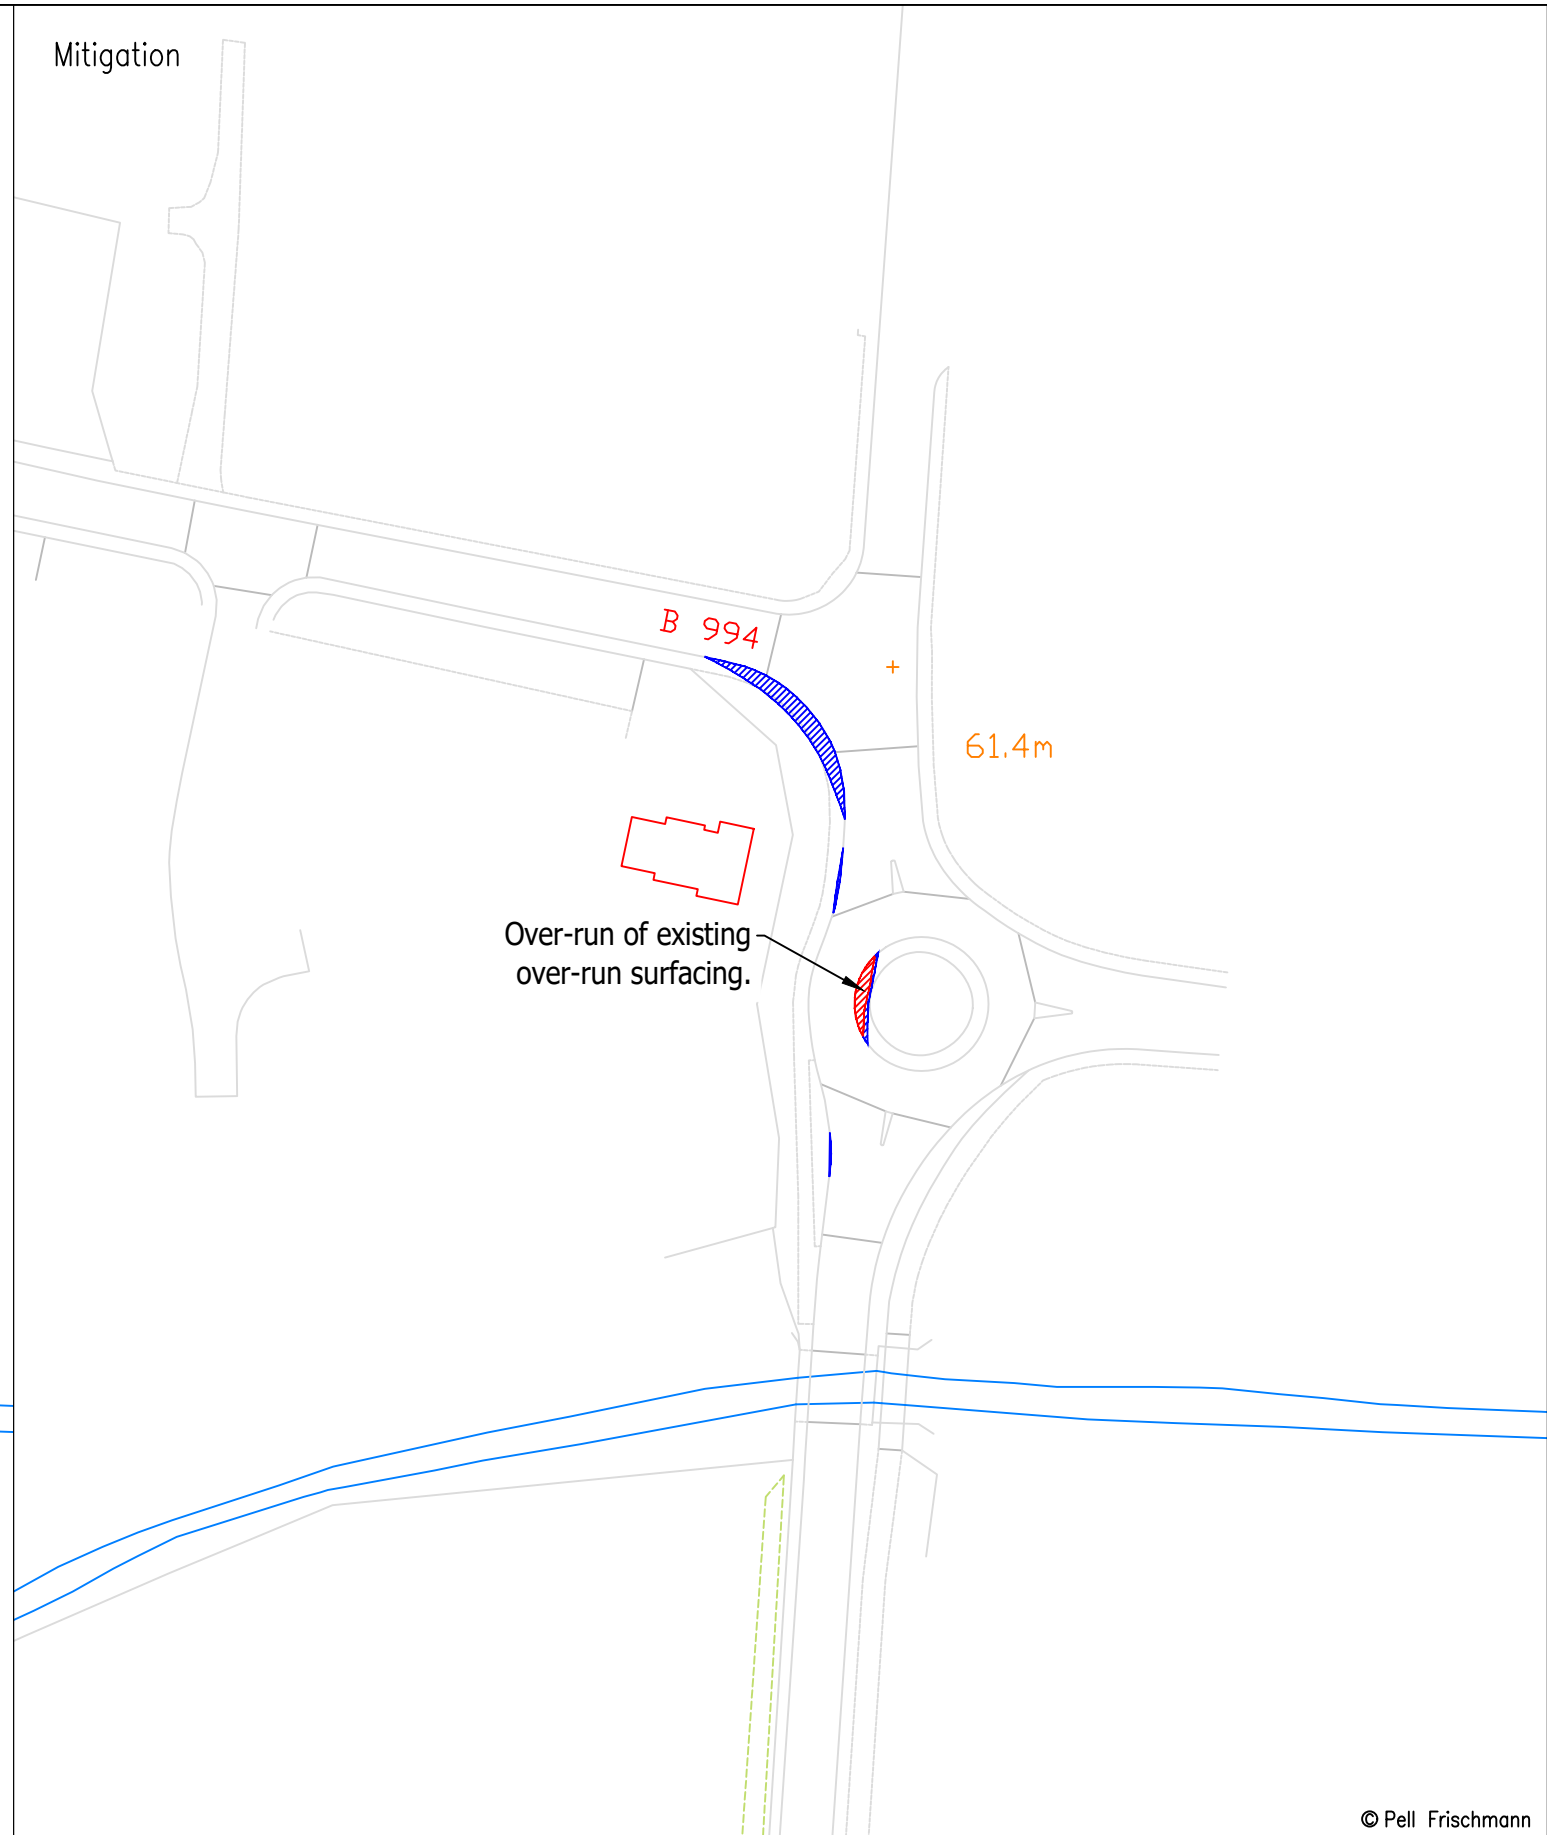 Mitigation
B 994
+
61.4m
Over-run of existing
over-run surfacing.
© Pell Frischmann